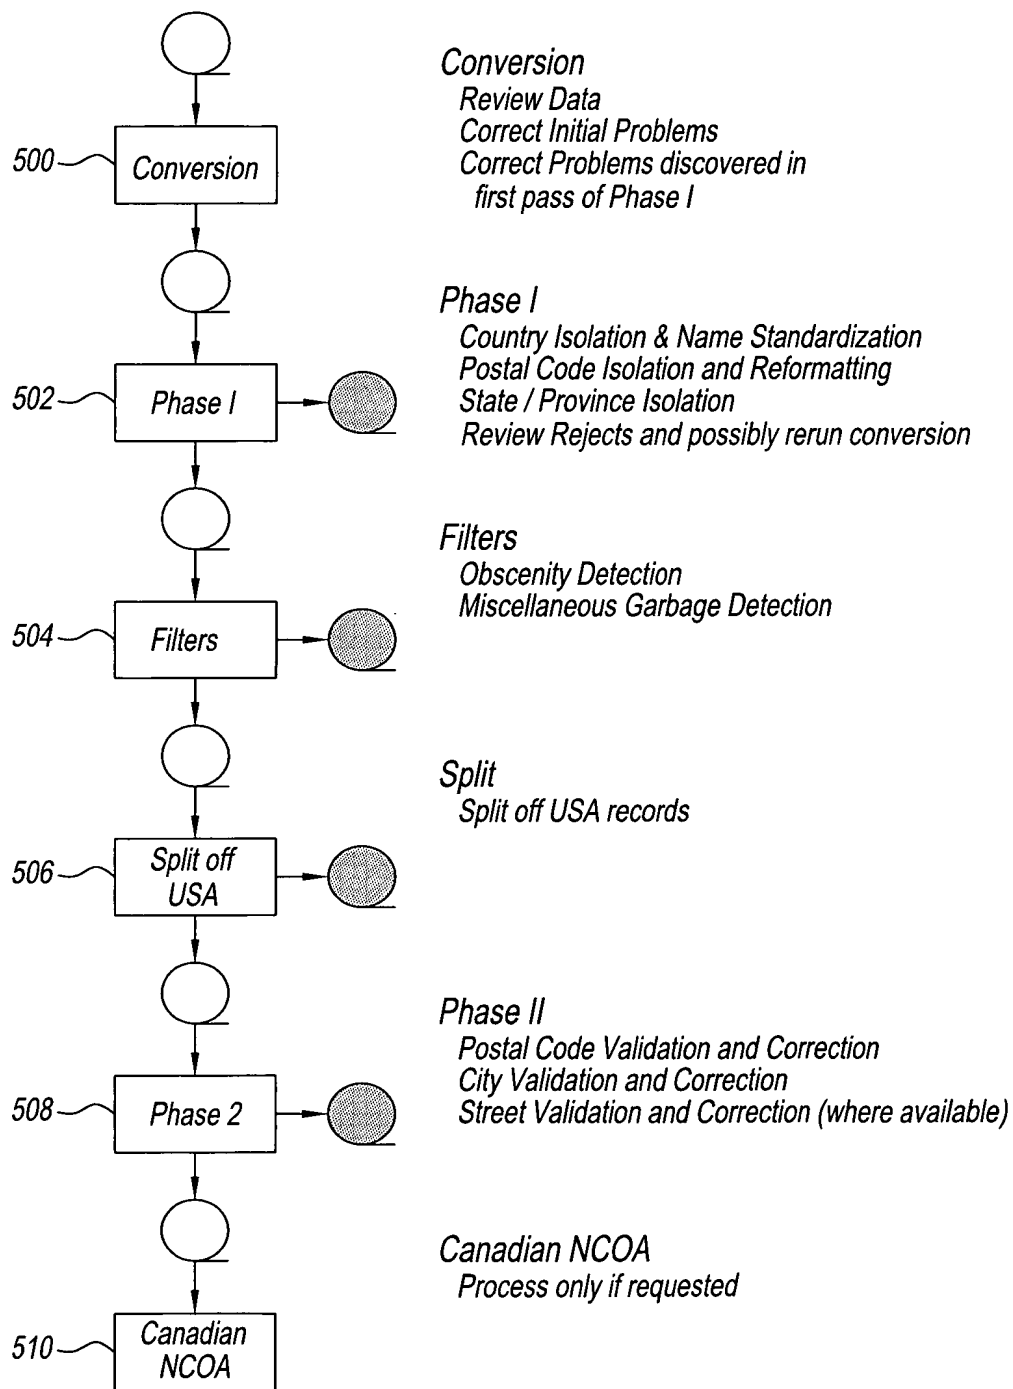 Conversion
Review Data
Correct Initial Problems
Correct Problems discovered in
first pass of Phase I
500
Conversion
Phase I
Country Isolation & Name Standardization
Postal Code Isolation and Reformatting
State / Province Isolation
Review Rejects and possibly rerun conversion
502
Phase I
Filters
Obscenity Detection
Miscellaneous Garbage Detection
504
Filters
Split
Split off USA records
506
Split off
USA
Phase II
Postal Code Validation and Correction
City Validation and Correction
Street Validation and Correction (where available)
508
Phase 2
Canadian NCOA
Process only if requested
510
Canadian
NCOA